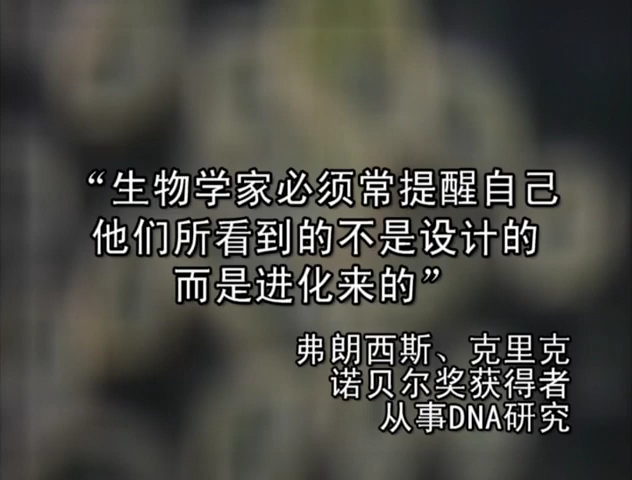 “生物学家必须常提醒自己
他们所看到的不是设计的
而是进化来的”
弗朗西斯、克里克
诺贝尔奖获得者
从事DNA研究